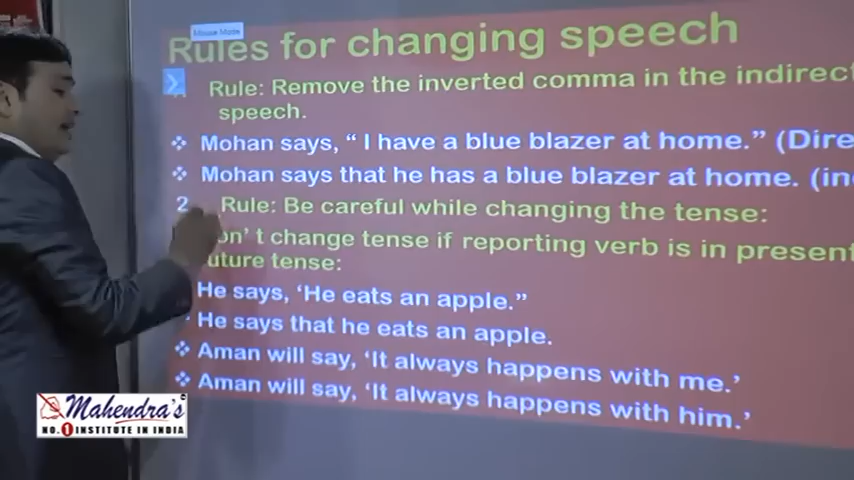 Mouse Mode
Rules for changing speech
Rule: Remove the inverted comma in the indirect
speech.
❖ Mohan says, “ I have a blue blazer at home.” (Dire
❖ Mohan says that he has a blue blazer at home. (in
2 Rule: Be careful while changing the tense:
on’ t change tense if reporting verb is in present
uture tense:
He says, ‘He eats an apple.”
He says that he eats an apple.
❖ Aman will say, ‘It always happens with me.’
❖ Aman will say, ‘It always happens with him.’
Mahendra's
NO. 1 INSTITUTE IN INDIA